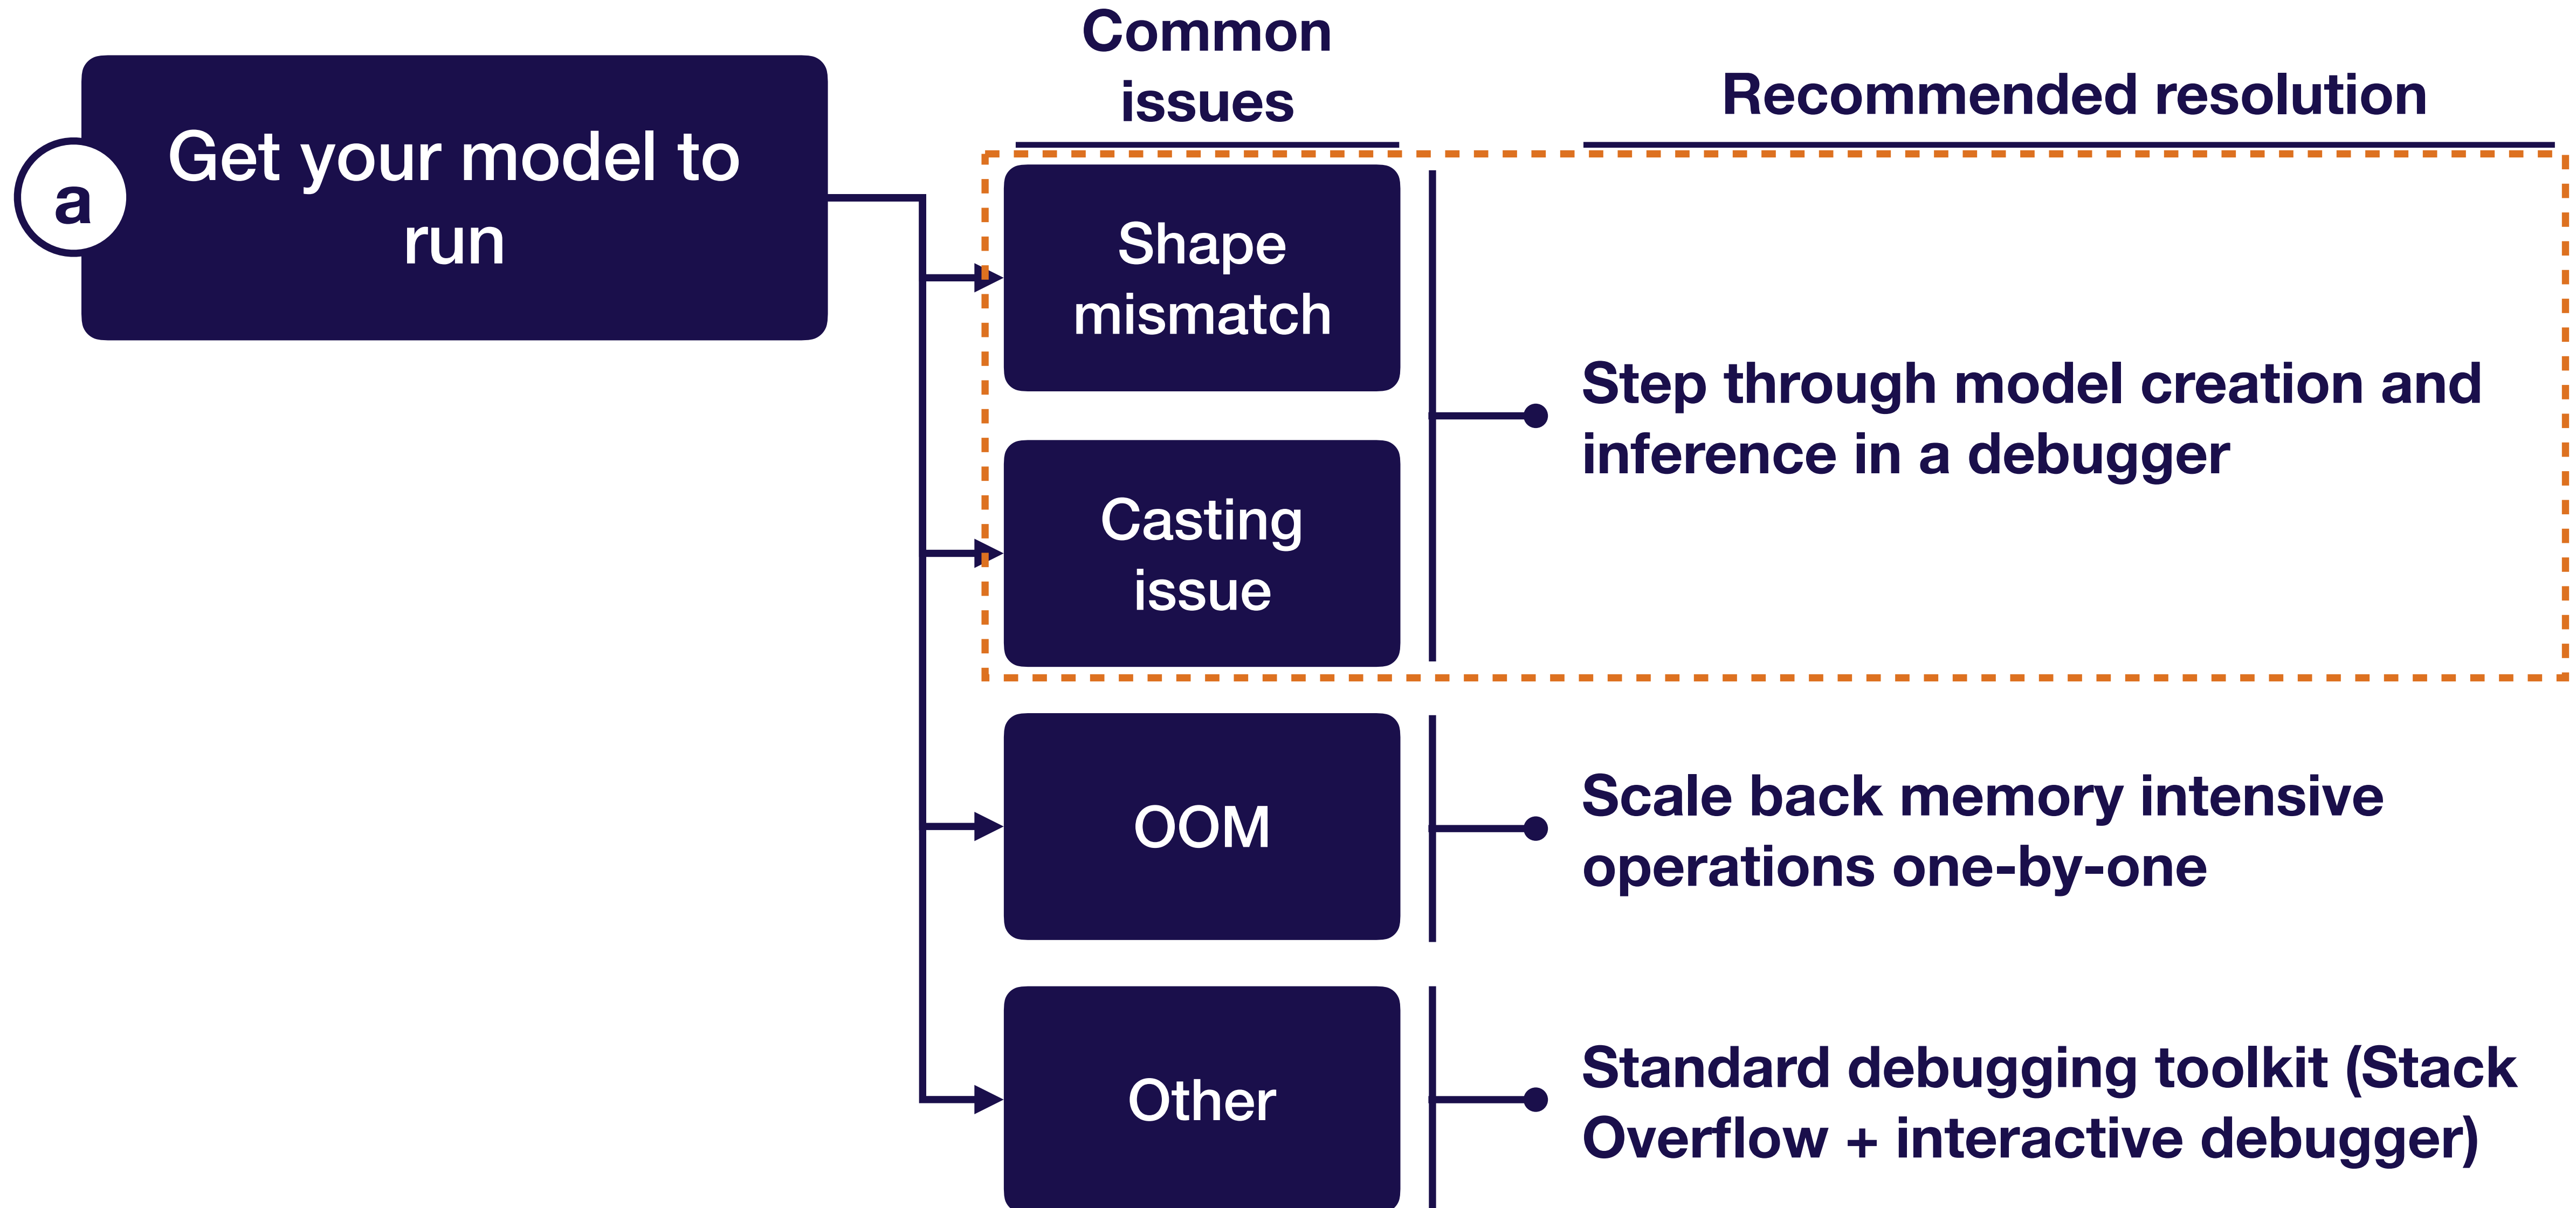 Common
issues
Recommended resolution
a
Get your model to
run
Shape
mismatch
Casting
issue
Step through model creation and
inference in a debugger
OOM
Scale back memory intensive
operations one-by-one
Other
Standard debugging toolkit (Stack
Overflow + interactive debugger)